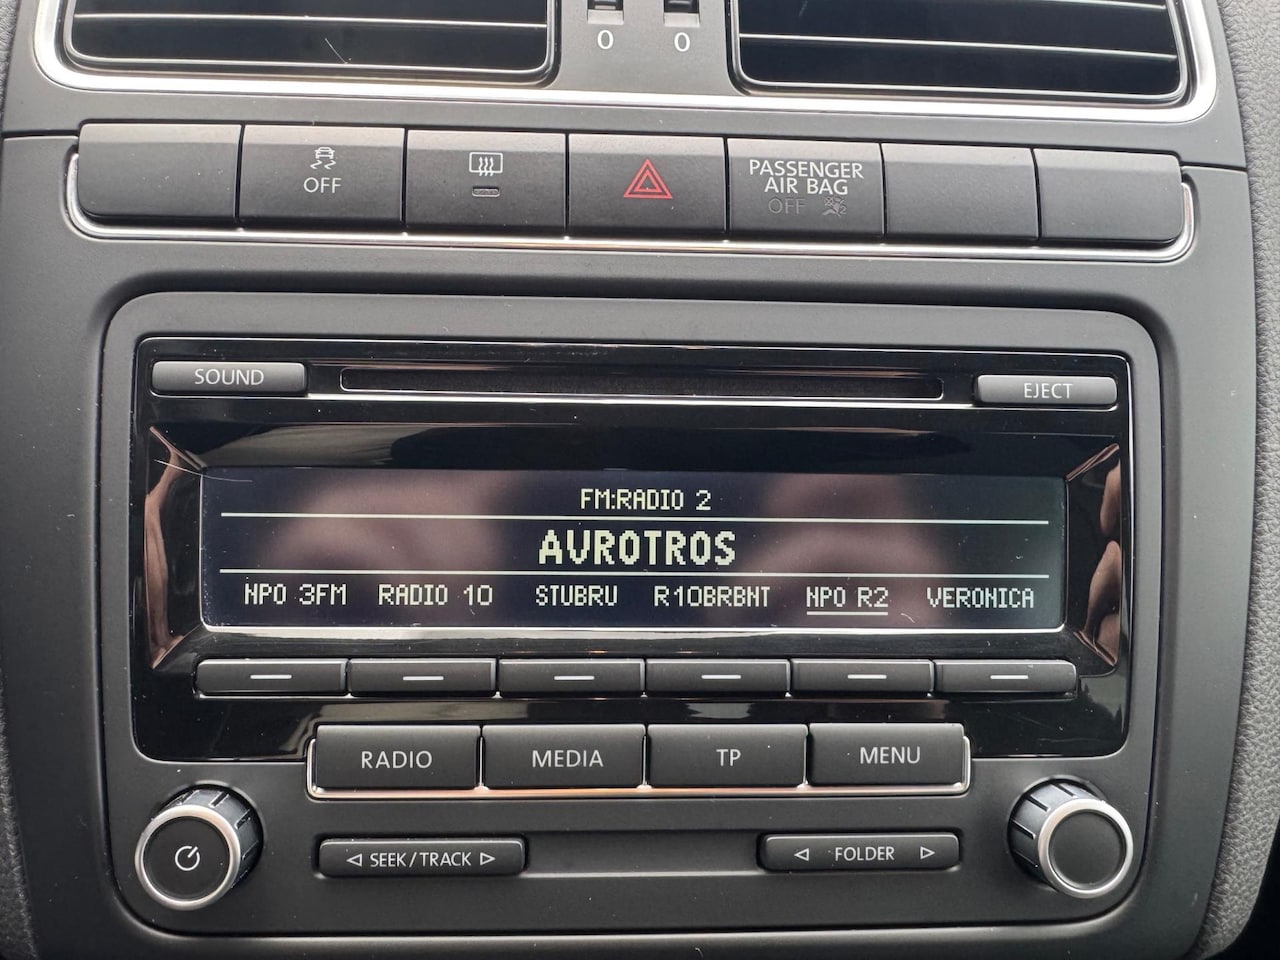 0 0
OFF
PASSENGER
AIR BAG
OFF
SOUND
EJECT
FM:RADIO 2
AVROTROS
NPO 3FM RADIO 10 STUBRU R10BRBNT NPO R2 VERONICA
RADIO MEDIA TP MENU
SEEK/TRACK FOLDER